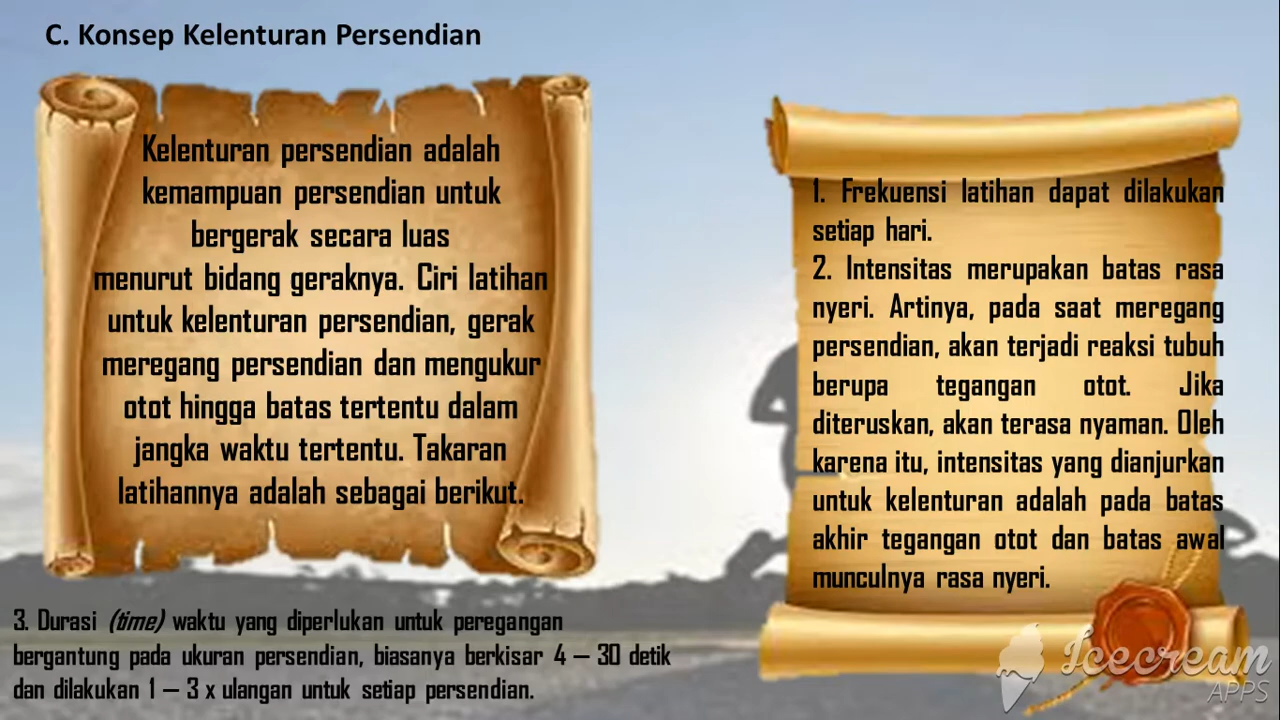 C. Konsep Kelenturan Persendian
Kelenturan persendian adalah
kemampuan persendian untuk
bergerak secara luas
menurut bidang geraknya. Ciri latihan
untuk kelenturan persendian, gerak
meregang persendian dan mengukur
otot hingga batas tertentu dalam
jangka waktu tertentu. Takaran
latihannya adalah sebagai berikut.
1. Frekuensi latihan dapat dilakukan
setiap hari.
2. Intensitas merupakan batas rasa
nyeri. Artinya, pada saat meregang
persendian, akan terjadi reaksi tubuh
berupa tegangan otot. Jika
diteruskan, akan terasa nyaman. Oleh
karena itu, intensitas yang dianjurkan
untuk kelenturan adalah pada batas
akhir tegangan otot dan batas awal
munculnya rasa nyeri.
3. Durasi (time) waktu yang diperlukan untuk peregangan
bergantung pada ukuran persendian, biasanya berkisar 4 – 30 detik
dan dilakukan 1 – 3 x ulangan untuk setiap persendian.
Icecream
APPS